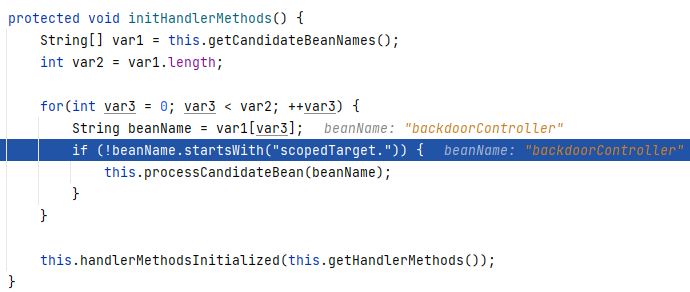 protected void initHandlerMethods() {
String[] var1 = this.getCandidateBeanNames();
int var2 = var1.length;
for(int var3 = 0; var3 < var2; ++var3) {
String beanName = var1[var3]; beanName: "backdoorController"
if (!beanName.startsWith("scopedTarget.")) { beanName: "backdoorController"
this.processCandidateBean(beanName);
}
}
this.handlerMethodsInitialized(this.getHandlerMethods());
}